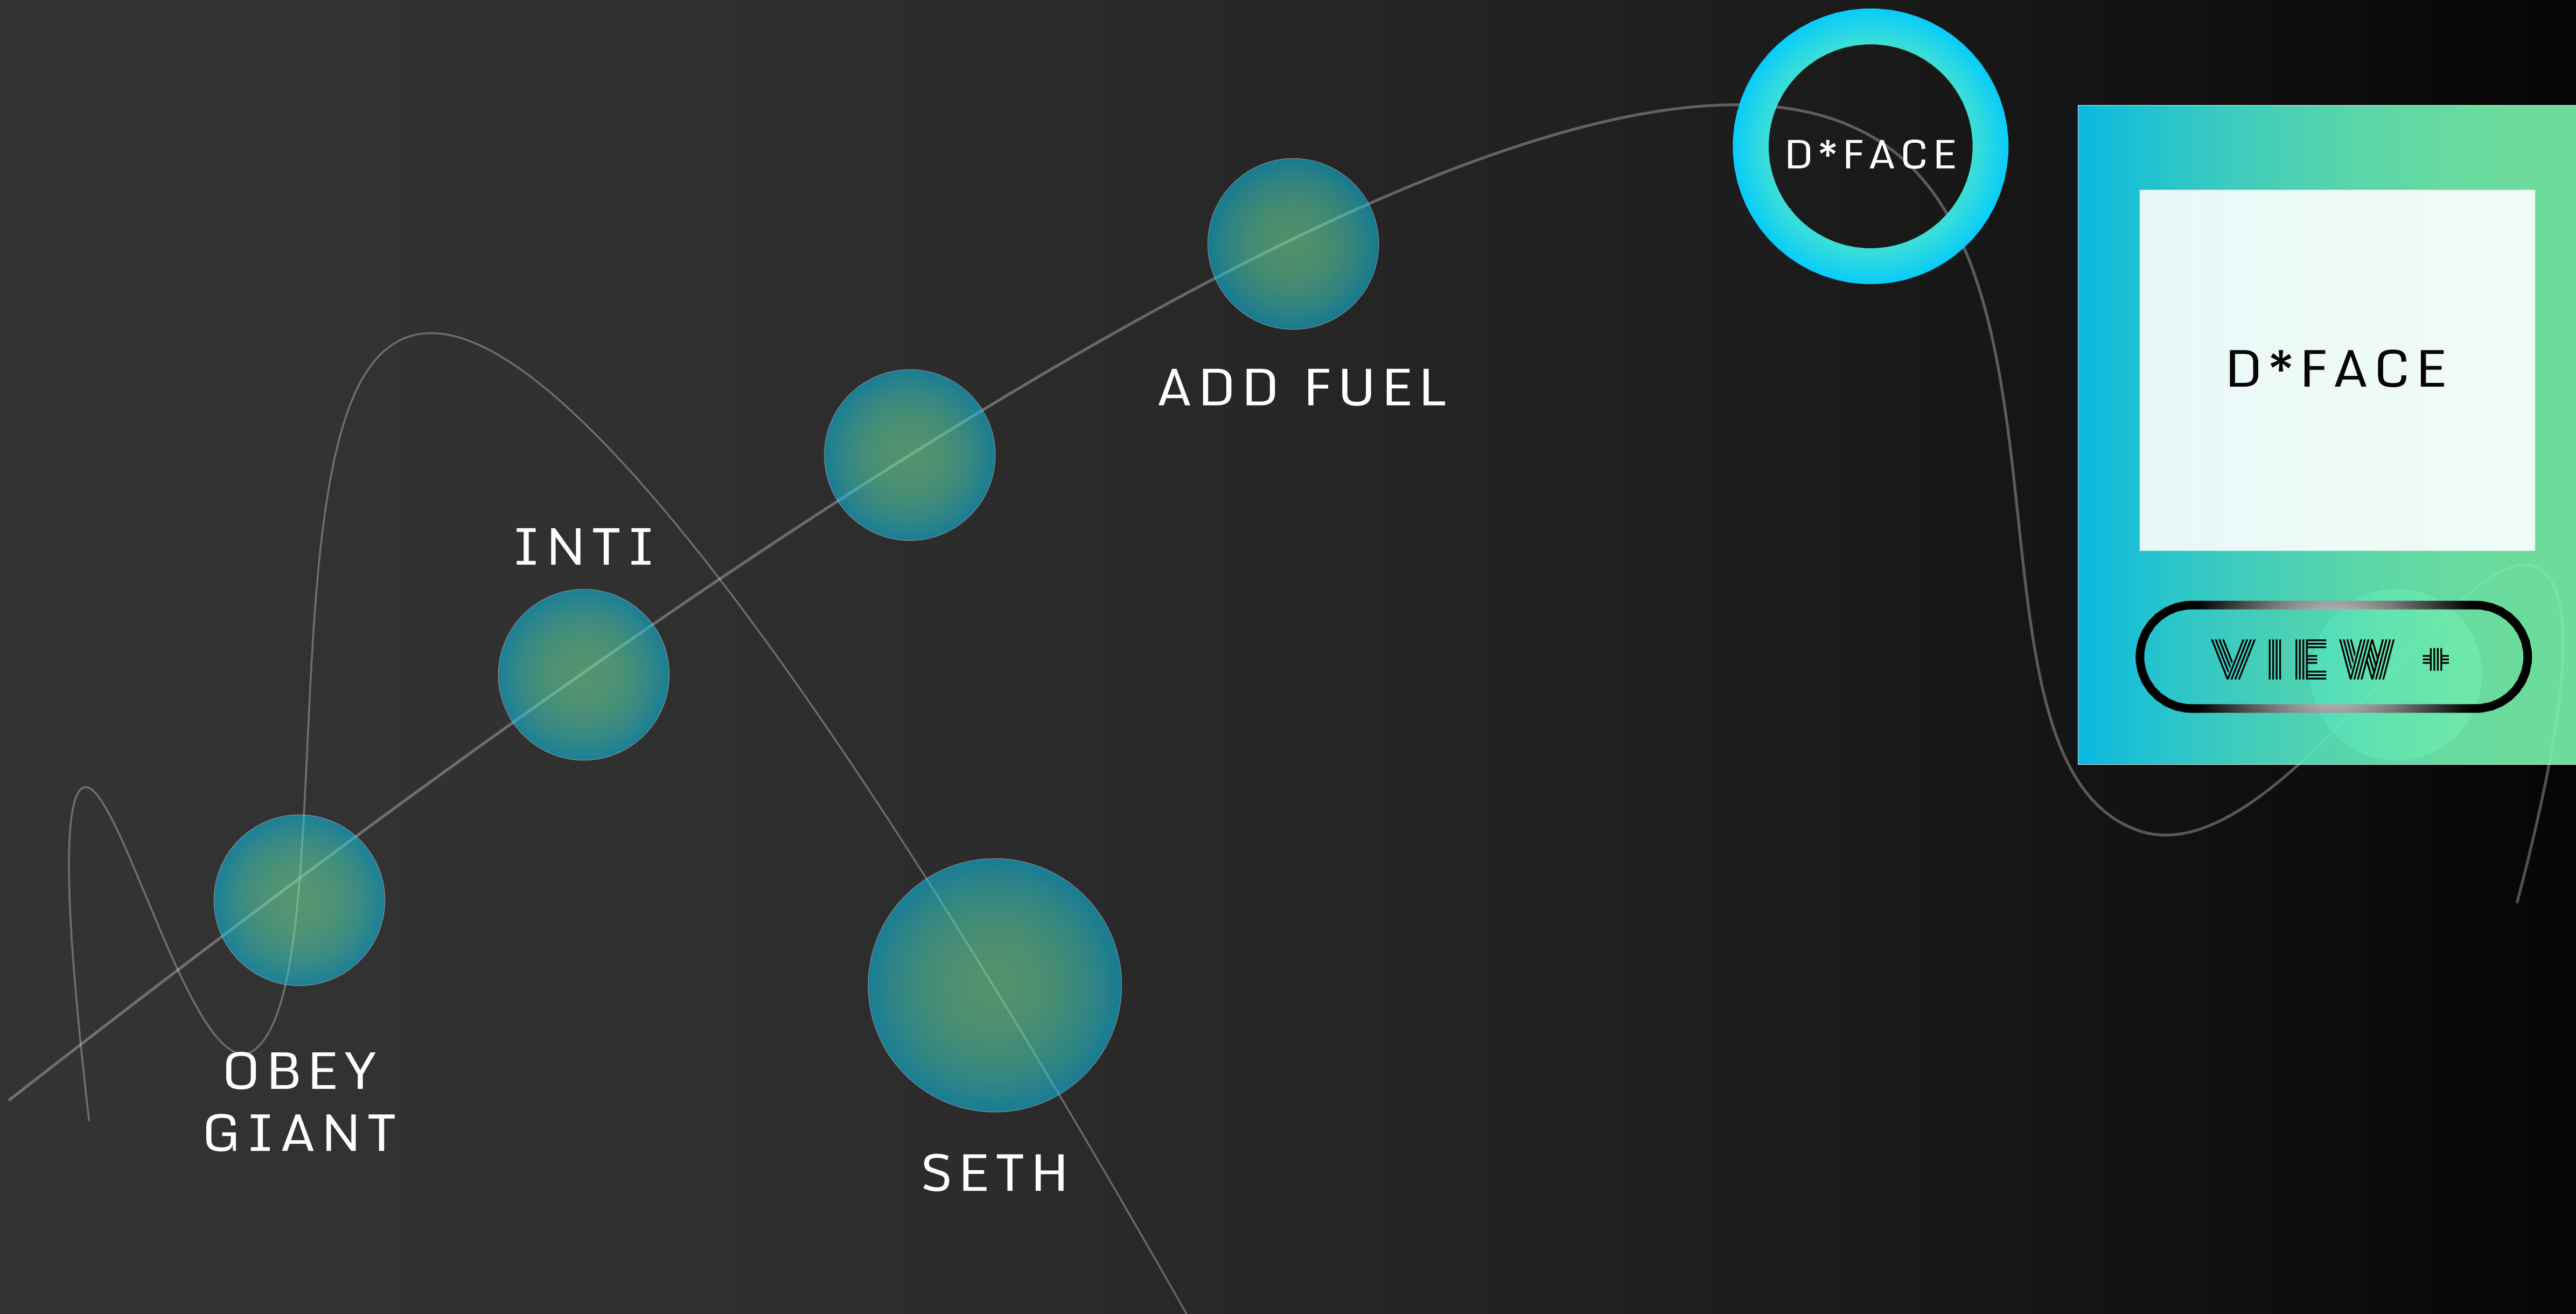 D*FACE
D*FACE
ADD FUEL
INTI
VIEW +
OBEY
GIANT
SETH